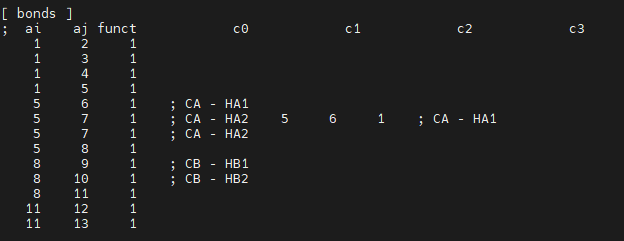 [ bonds ]
;  ai    aj funct            c0            c1            c2            c3
    1     2     1
    1     3     1
    1     4     1
    1     5     1
    5     6     1    ; CA - HA1
    5     7     1    ; CA - HA2    5     6     1    ; CA - HA1
    5     7     1    ; CA - HA2
    5     8     1
    8     9     1    ; CB - HB1
    8    10     1    ; CB - HB2
    8    11     1
   11    12     1
   11    13     1